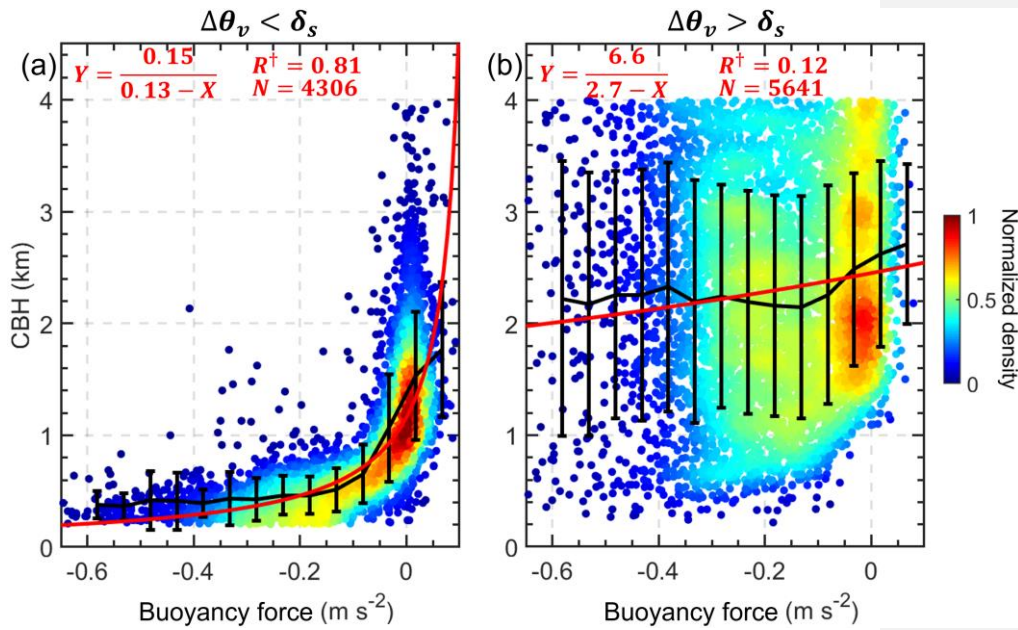 Δθᵥ < δₛ
Δθᵥ > δₛ
(a)
Y = 0.15 / (0.13 − X)
R† = 0.81
N = 4306
(b)
Y = 6.6 / (2.7 − X)
R† = 0.12
N = 5641
CBH (km)
4
3
2
1
0
-0.6 -0.4 -0.2 0
Buoyancy force (m s⁻²)
4
3
2
1
0
-0.6 -0.4 -0.2 0
Buoyancy force (m s⁻²)
1
0.5
0
Normalized density